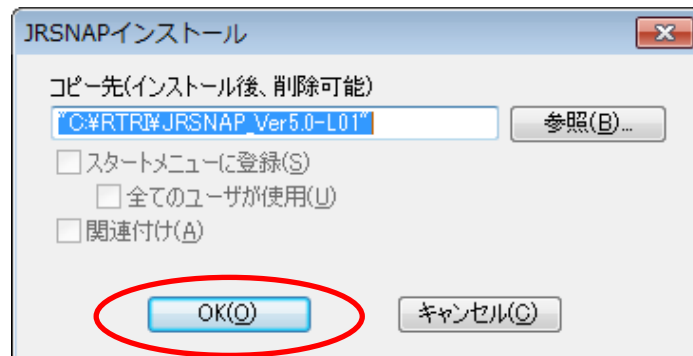 JRSNAPインストール
コピー先(インストール後、削除可能)
"C:¥RTRI¥JRSNAP_Ver5.0-L01"
参照(B)...
スタートメニューに登録(S)
全てのユーザが使用(U)
関連付け(A)
OK(O)
キャンセル(C)